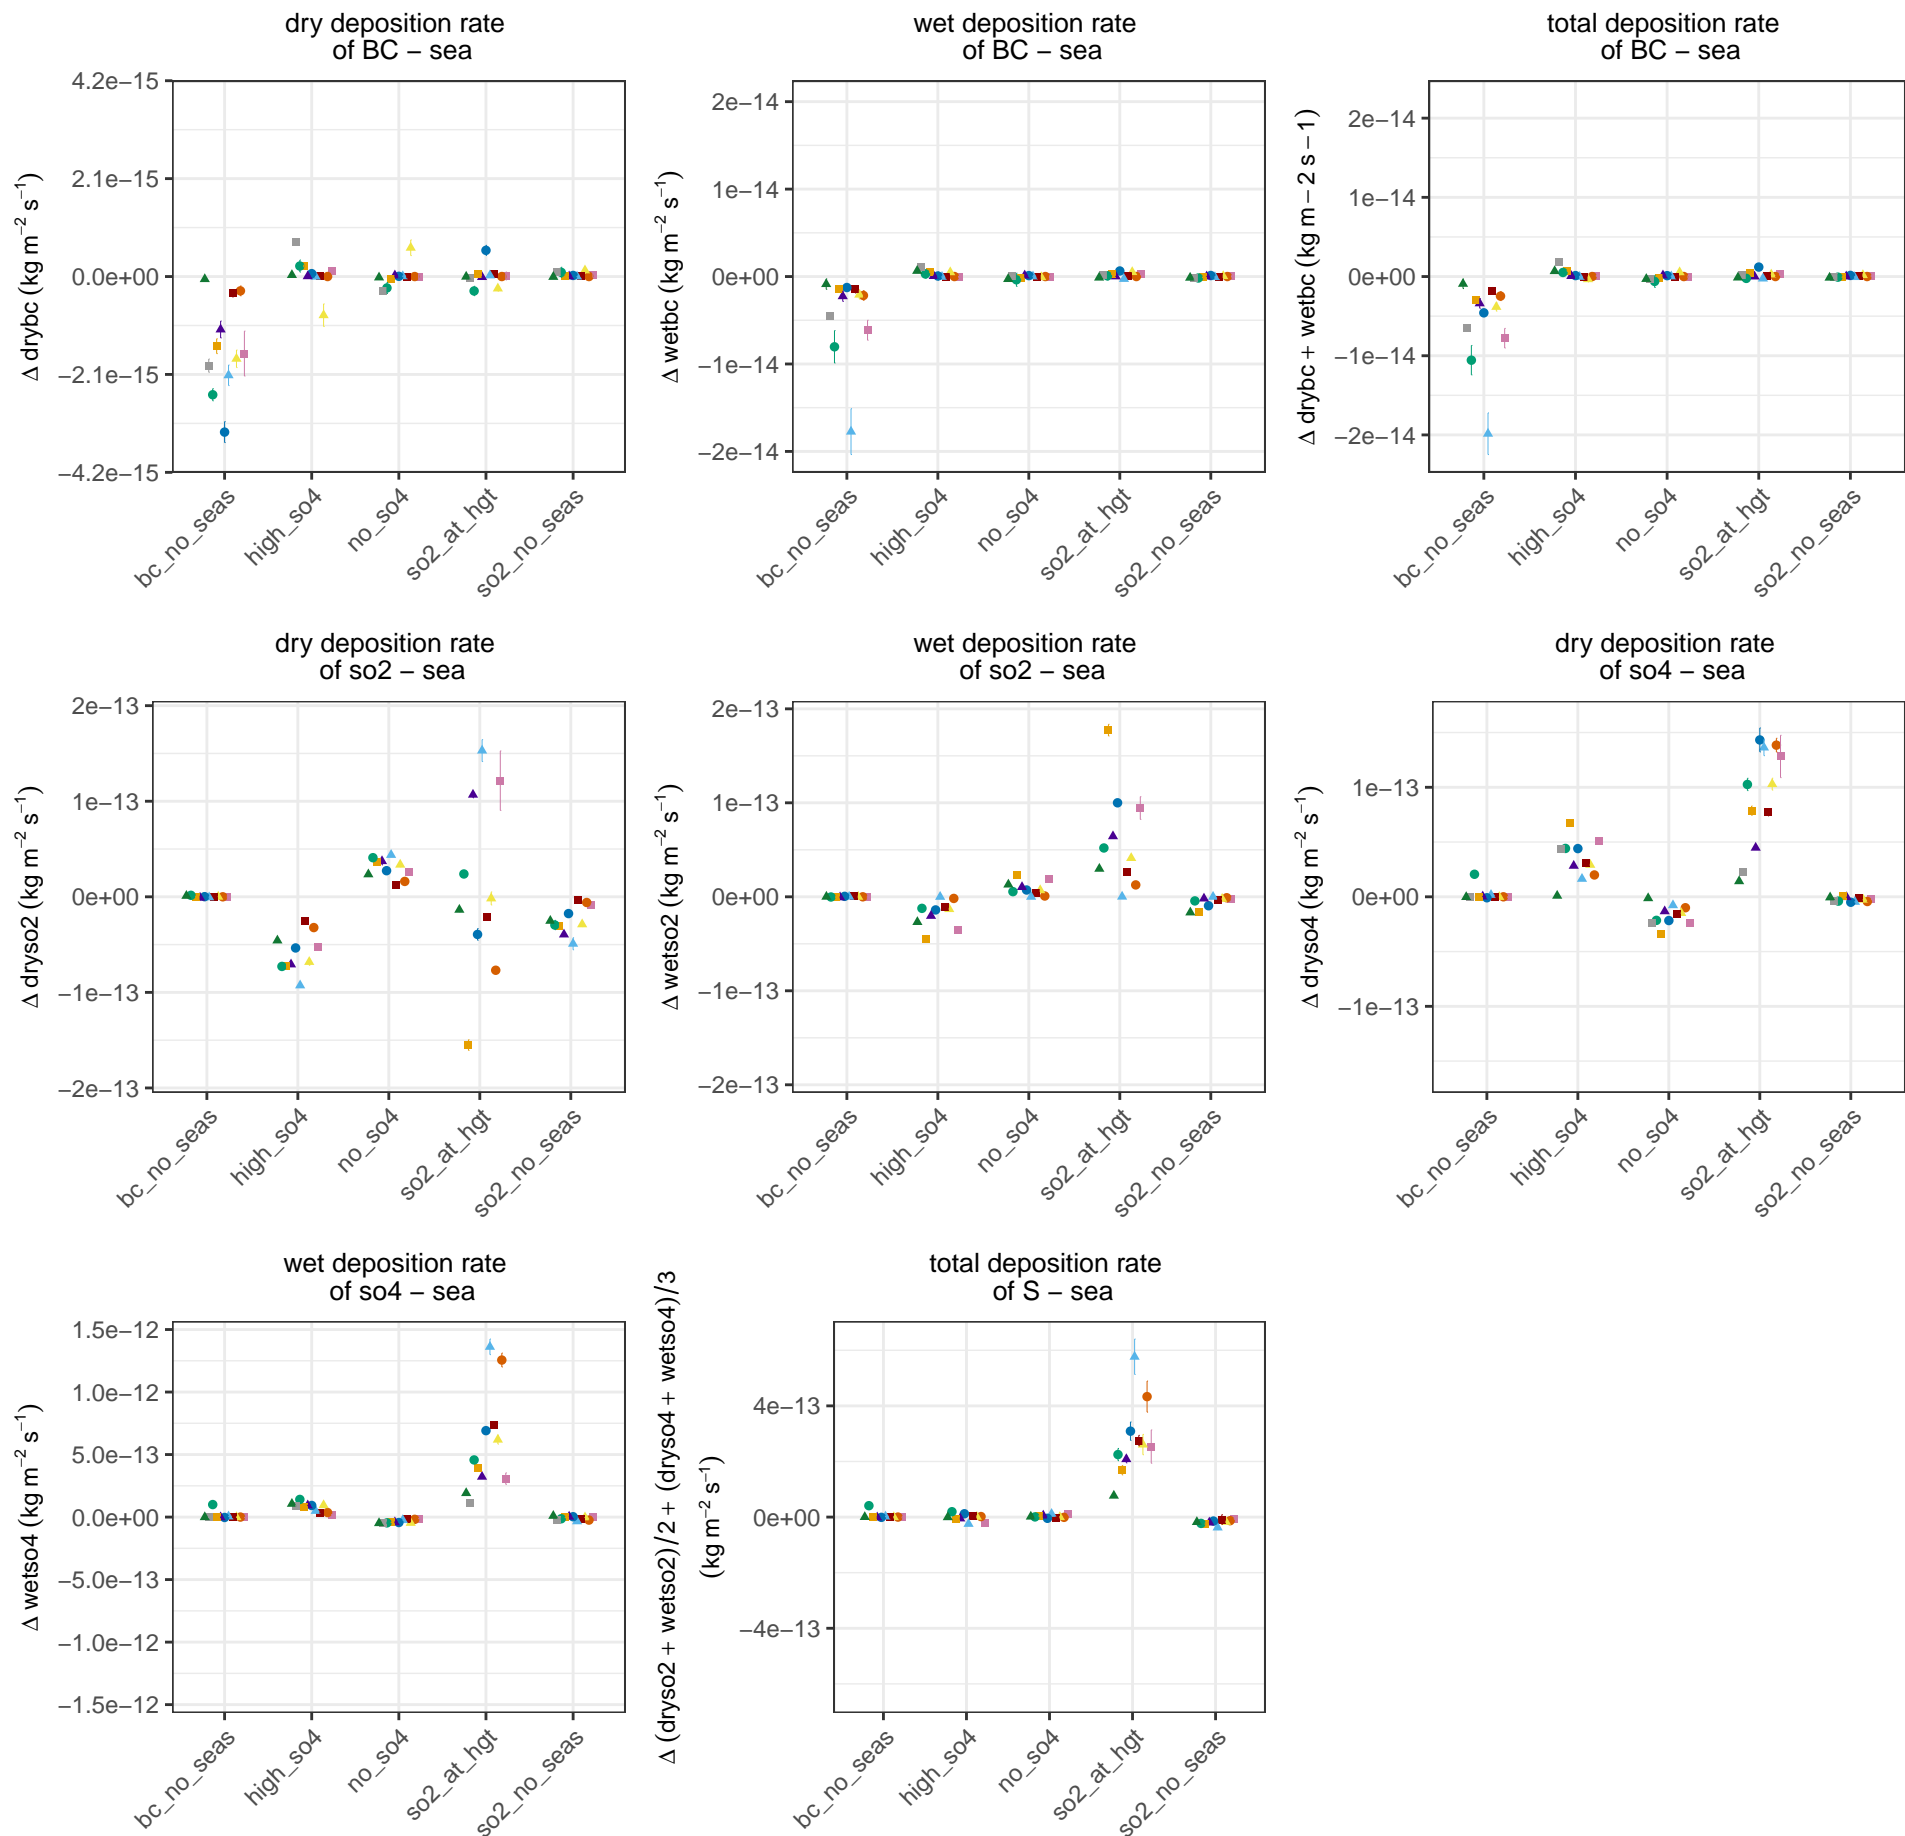 dry deposition rate
of BC – sea
wet deposition rate
of BC – sea
total deposition rate
of BC – sea
Δ drybc (kg m⁻² s⁻¹)
4.2e−15
2.1e−15
0.0e+00
−2.1e−15
−4.2e−15
bc_no_seas
high_so4
no_so4
so2_at_hgt
so2_no_seas
Δ wetbc (kg m⁻² s⁻¹)
2e−14
1e−14
0e+00
−1e−14
−2e−14
bc_no_seas
high_so4
no_so4
so2_at_hgt
so2_no_seas
Δ drybc + wetbc (kg m − 2 s − 1)
2e−14
1e−14
0e+00
−1e−14
−2e−14
bc_no_seas
high_so4
no_so4
so2_at_hgt
so2_no_seas
dry deposition rate
of so2 – sea
wet deposition rate
of so2 – sea
dry deposition rate
of so4 – sea
Δ dryso2 (kg m⁻² s⁻¹)
2e−13
1e−13
0e+00
−1e−13
−2e−13
bc_no_seas
high_so4
no_so4
so2_at_hgt
so2_no_seas
Δ wetso2 (kg m⁻² s⁻¹)
2e−13
1e−13
0e+00
−1e−13
−2e−13
bc_no_seas
high_so4
no_so4
so2_at_hgt
so2_no_seas
Δ dryso4 (kg m⁻² s⁻¹)
1e−13
0e+00
−1e−13
bc_no_seas
high_so4
no_so4
so2_at_hgt
so2_no_seas
wet deposition rate
of so4 – sea
total deposition rate
of S – sea
Δ wetso4 (kg m⁻² s⁻¹)
1.5e−12
1.0e−12
5.0e−13
0.0e+00
−5.0e−13
−1.0e−12
−1.5e−12
bc_no_seas
high_so4
no_so4
so2_at_hgt
so2_no_seas
Δ (dryso2 + wetso2)/2 + (dryso4 + wetso4)/3
(kg m⁻² s⁻¹)
4e−13
0e+00
−4e−13
bc_no_seas
high_so4
no_so4
so2_at_hgt
so2_no_seas